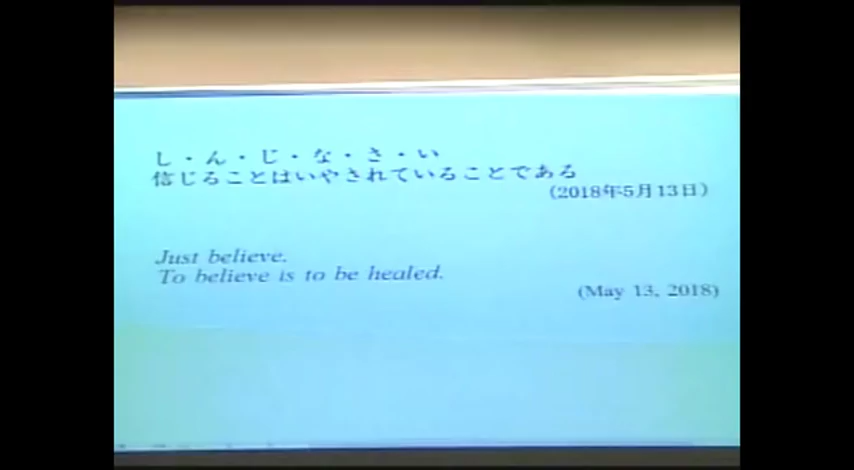 し・ん・じ・な・さ・い
信じることはいやされていることである
(2018年5月13日)
Just believe.
To believe is to be healed.
(May 13, 2018)